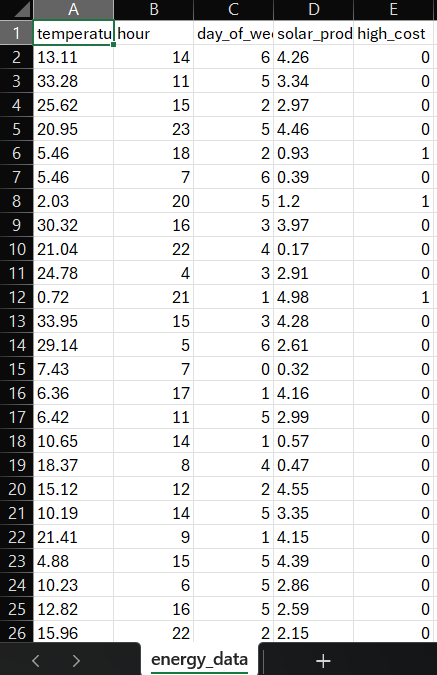 A B C D E
1 temperatu hour day_of_wee solar_prod high_cost
2 13.11 14 6 4.26 0
3 33.28 11 5 3.34 0
4 25.62 15 2 2.97 0
5 20.95 23 5 4.46 0
6 5.46 18 2 0.93 1
7 5.46 7 6 0.39 0
8 2.03 20 5 1.2 1
9 30.32 16 3 3.97 0
10 21.04 22 4 0.17 0
11 24.78 4 3 2.91 0
12 0.72 21 1 4.98 1
13 33.95 15 3 4.28 0
14 29.14 5 6 2.61 0
15 7.43 7 0 0.32 0
16 6.36 17 1 4.16 0
17 6.42 11 5 2.99 0
18 10.65 14 1 0.57 0
19 18.37 8 4 0.47 0
20 15.12 12 2 4.55 0
21 10.19 14 5 3.35 0
22 21.41 9 1 4.15 0
23 4.88 15 5 4.39 0
24 10.23 6 5 2.86 0
25 12.82 16 5 2.59 0
26 15.96 22 2 2.15 0
energy_data